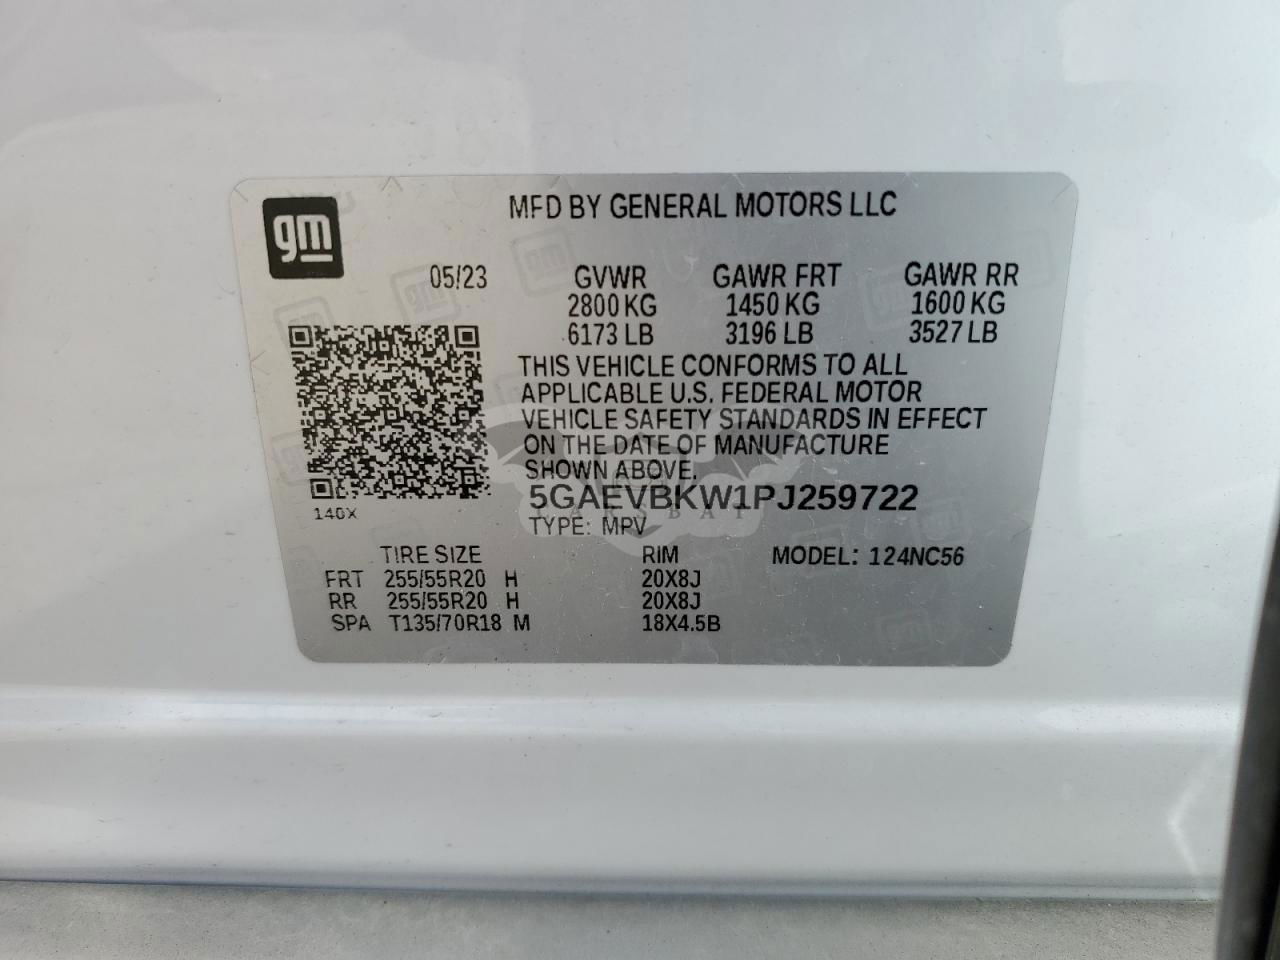 gm
MFD BY GENERAL MOTORS LLC
05/23 GVWR GAWR FRT GAWR RR
2800 KG 1450 KG 1600 KG
6173 LB 3196 LB 3527 LB
THIS VEHICLE CONFORMS TO ALL
APPLICABLE U.S. FEDERAL MOTOR
VEHICLE SAFETY STANDARDS IN EFFECT
ON THE DATE OF MANUFACTURE
SHOWN ABOVE.
5GAEVBKW1PJ259722
140X
TYPE: MPV
TIRE SIZE RIM MODEL: 124NC56
FRT 255/55R20 H 20X8J
RR 255/55R20 H 20X8J
SPA T135/70R18 M 18X4.5B